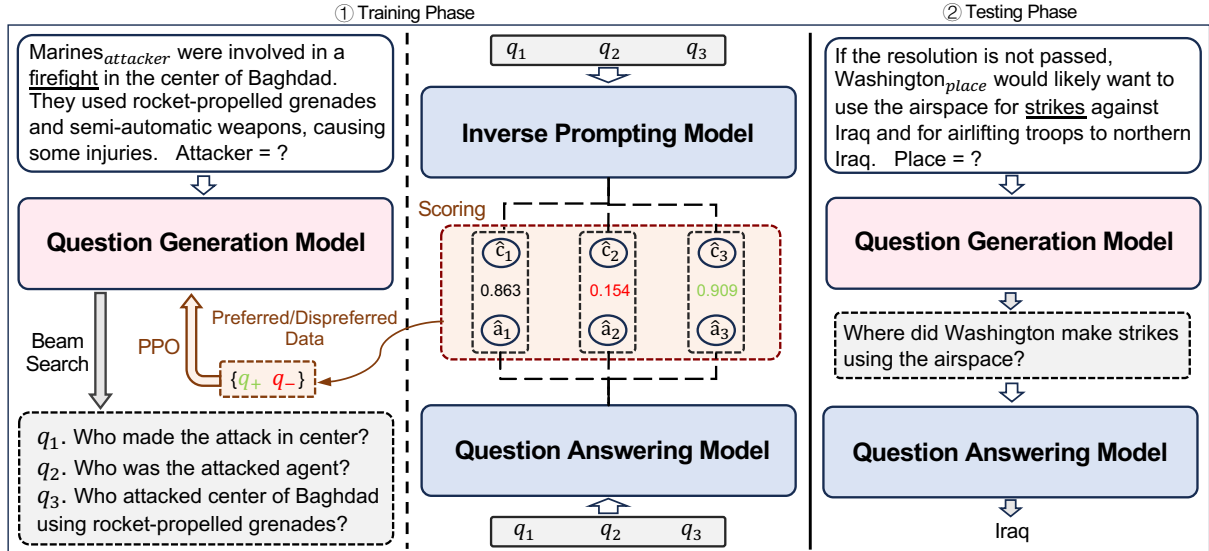 ① Training Phase
② Testing Phase
Marines_attacker were involved in a
firefight in the center of Baghdad.
They used rocket-propelled grenades
and semi-automatic weapons, causing
some injuries. Attacker = ?
Question Generation Model
Beam
Search
PPO
Preferred/Dispreferred
Data
{q₊ q₋}
q₁. Who made the attack in center?
q₂. Who was the attacked agent?
q₃. Who attacked center of Baghdad
using rocket-propelled grenades?
q₁ q₂ q₃
Inverse Prompting Model
Scoring
ĉ₁ ĉ₂ ĉ₃
0.863 0.154 0.909
â₁ â₂ â₃
Question Answering Model
q₁ q₂ q₃
If the resolution is not passed,
Washington_place would likely want to
use the airspace for strikes against
Iraq and for airlifting troops to northern
Iraq. Place = ?
Question Generation Model
Where did Washington make strikes
using the airspace?
Question Answering Model
Iraq